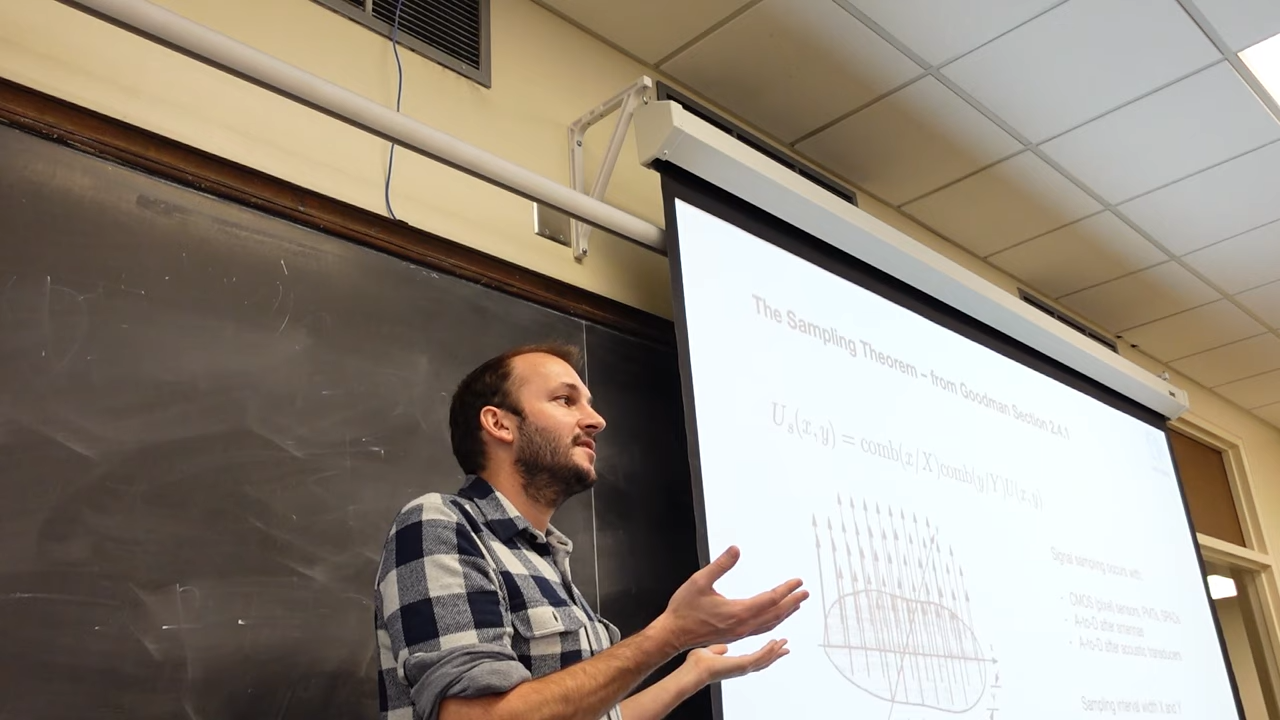 The Sampling Theorem – from Goodman Section 2.4.1
U_s(x, y) = comb(x/X)comb(y/Y)U(x, y)
Signal sampling occurs with:
- CMOS (pixel) sensors, PMTs, SPADs
- A-to-D after antennas
- A-to-D after acoustic transducers
Sampling interval width X and Y